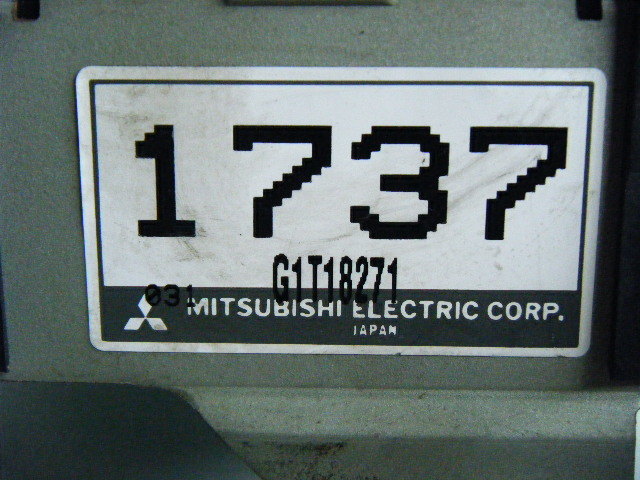 1737
G1T18271
031
MITSUBISHI ELECTRIC CORP.
JAPAN